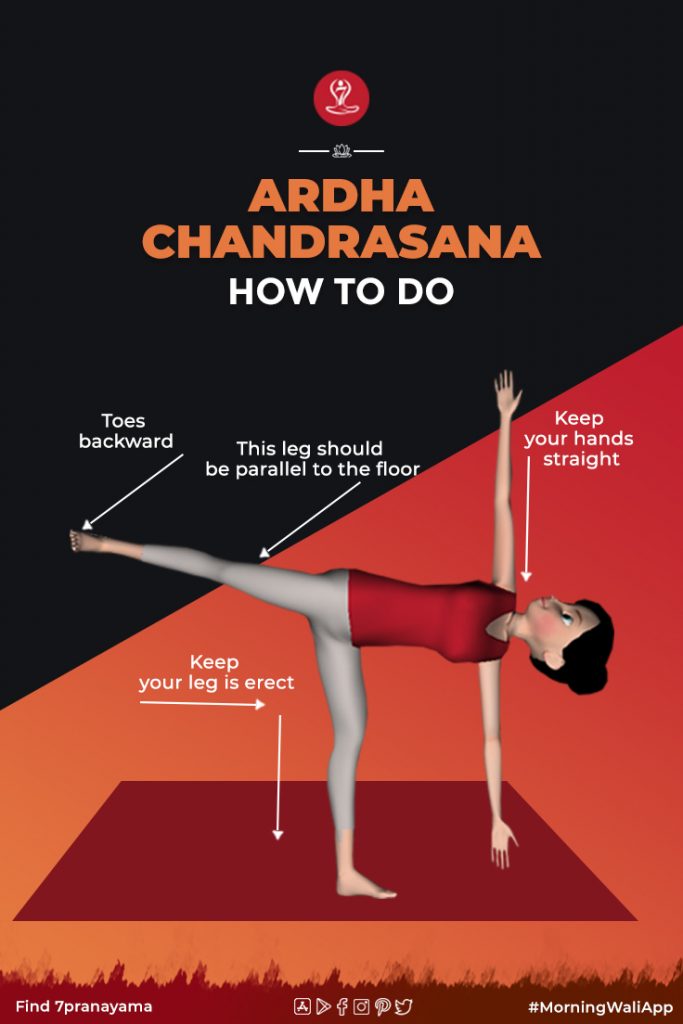 ARDHA
CHANDRASANA
HOW TO DO
Toes
backward
This leg should
be parallel to the floor
Keep
your hands
straight
Keep
your leg is erect
Find 7pranayama
#MorningWaliApp